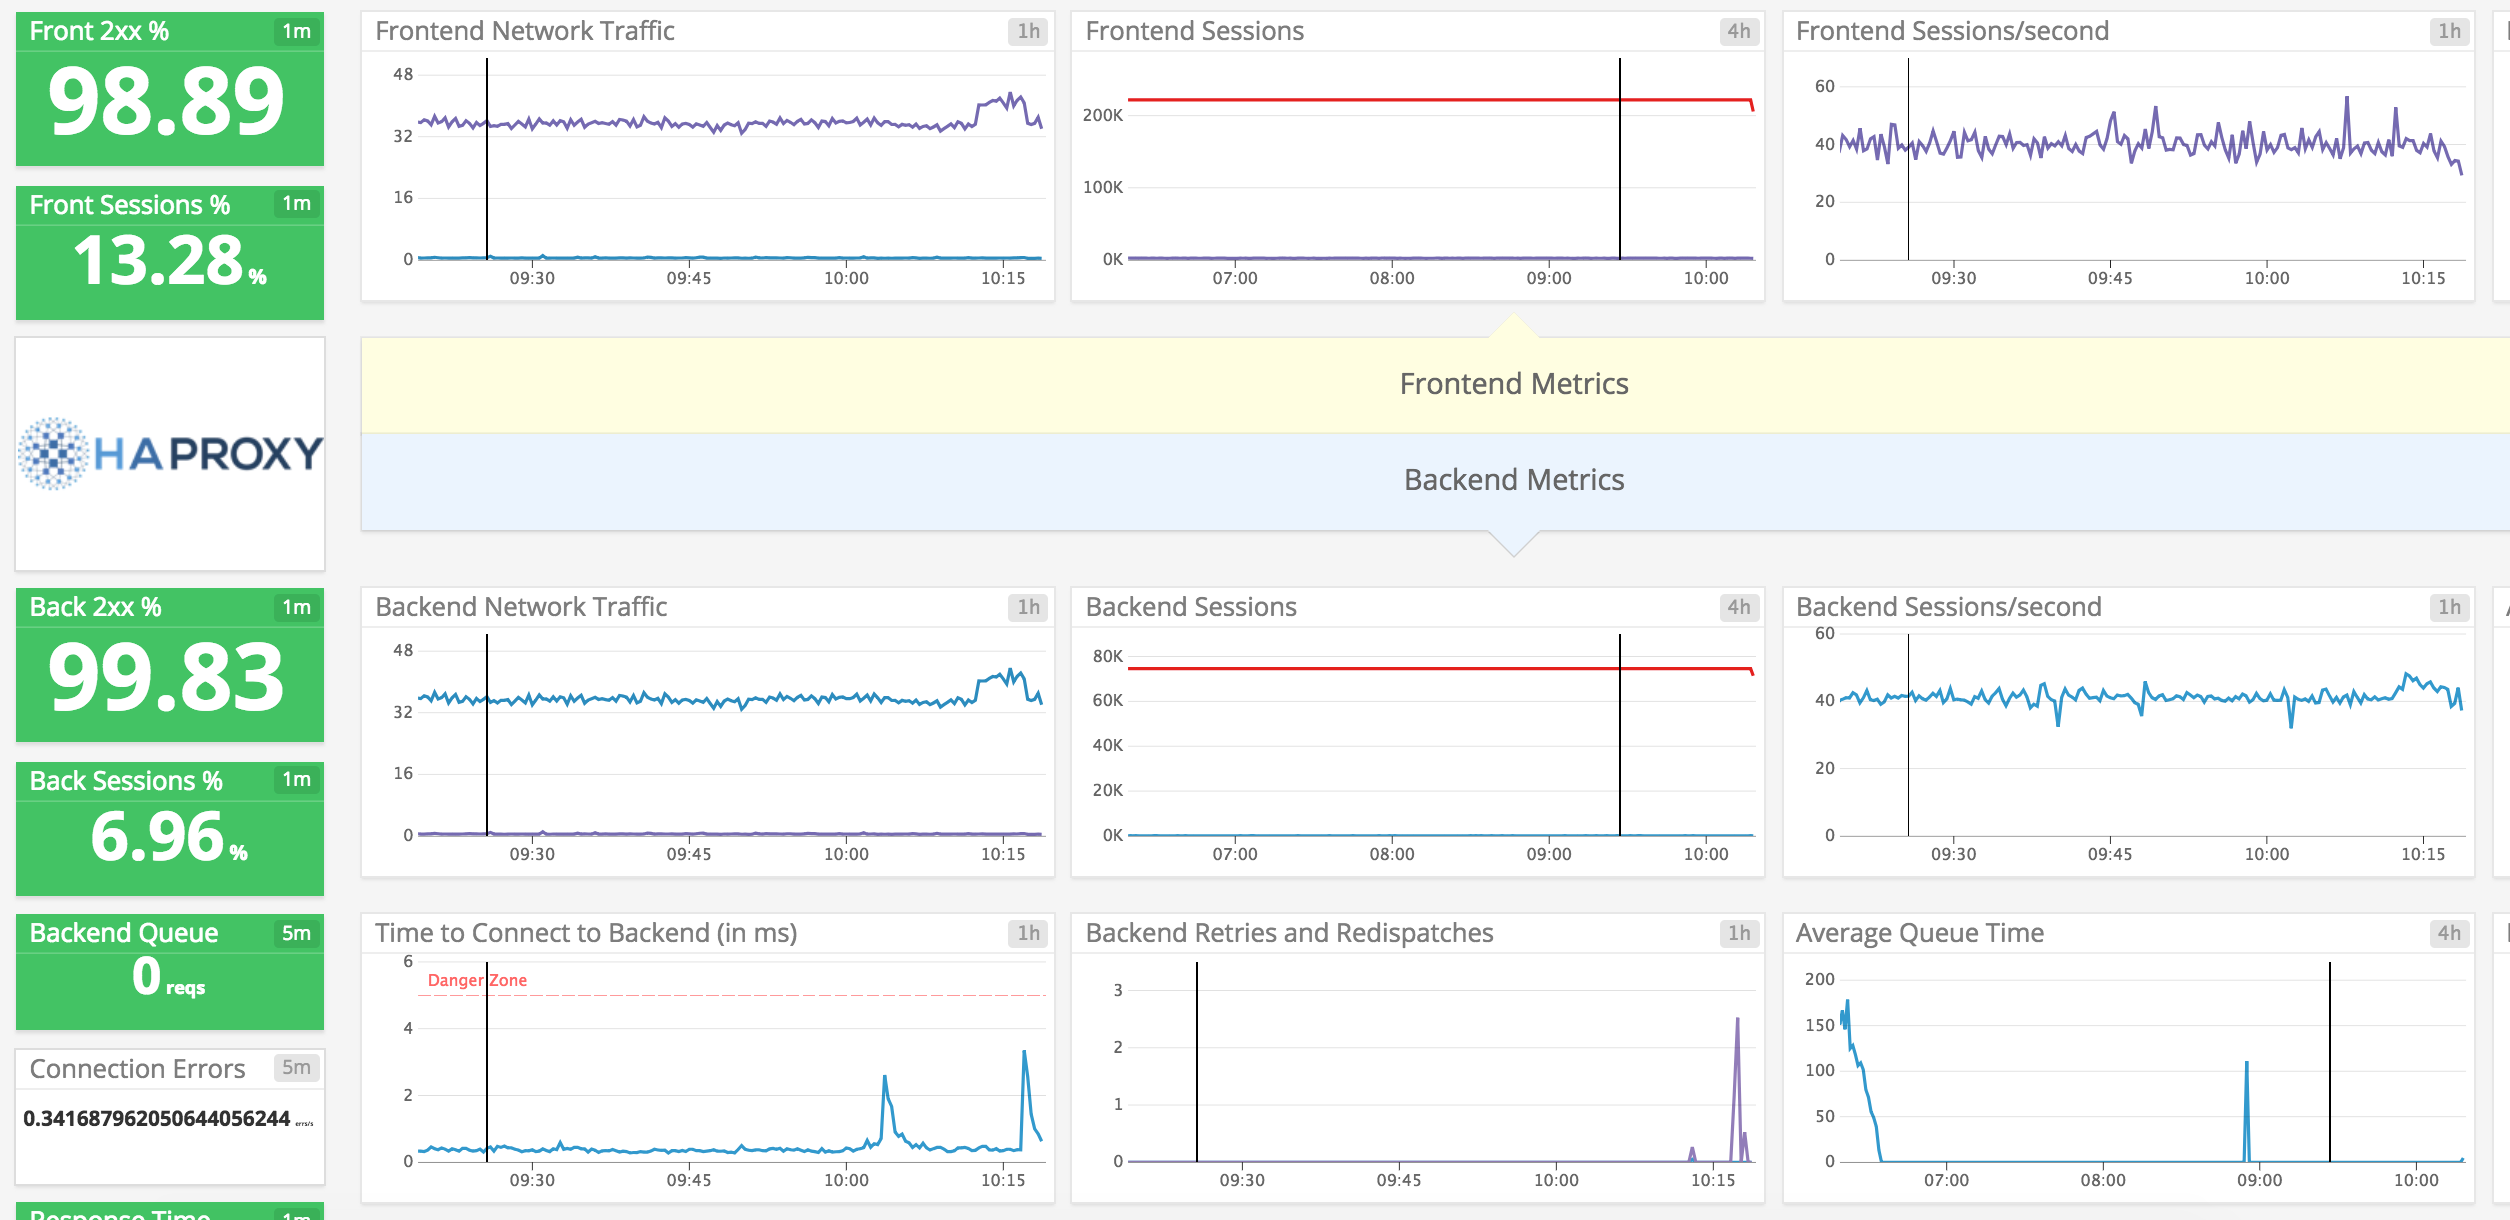 Front 2xx % 1m
98.89
Front Sessions % 1m
13.28 %
HAPROXY
Back 2xx % 1m
99.83
Back Sessions % 1m
6.96 %
Backend Queue 5m
0 reqs
Connection Errors 5m
0.341687962050644056244 errs/s
Response Time 1m
Frontend Network Traffic 1h
48
32
16
0
09:30 09:45 10:00 10:15
Frontend Sessions 4h
200K
100K
0K
07:00 08:00 09:00 10:00
Frontend Sessions/second 1h
60
40
20
0
09:30 09:45 10:00 10:15
Frontend Metrics
Backend Metrics
Backend Network Traffic 1h
48
32
16
0
09:30 09:45 10:00 10:15
Backend Sessions 4h
80K
60K
40K
20K
0K
07:00 08:00 09:00 10:00
Backend Sessions/second 1h
60
40
20
0
09:30 09:45 10:00 10:15
Time to Connect to Backend (in ms) 1h
6
Danger Zone
4
2
0
09:30 09:45 10:00 10:15
Backend Retries and Redispatches 1h
3
2
1
0
09:30 09:45 10:00 10:15
Average Queue Time 4h
200
150
100
50
0
07:00 08:00 09:00 10:00